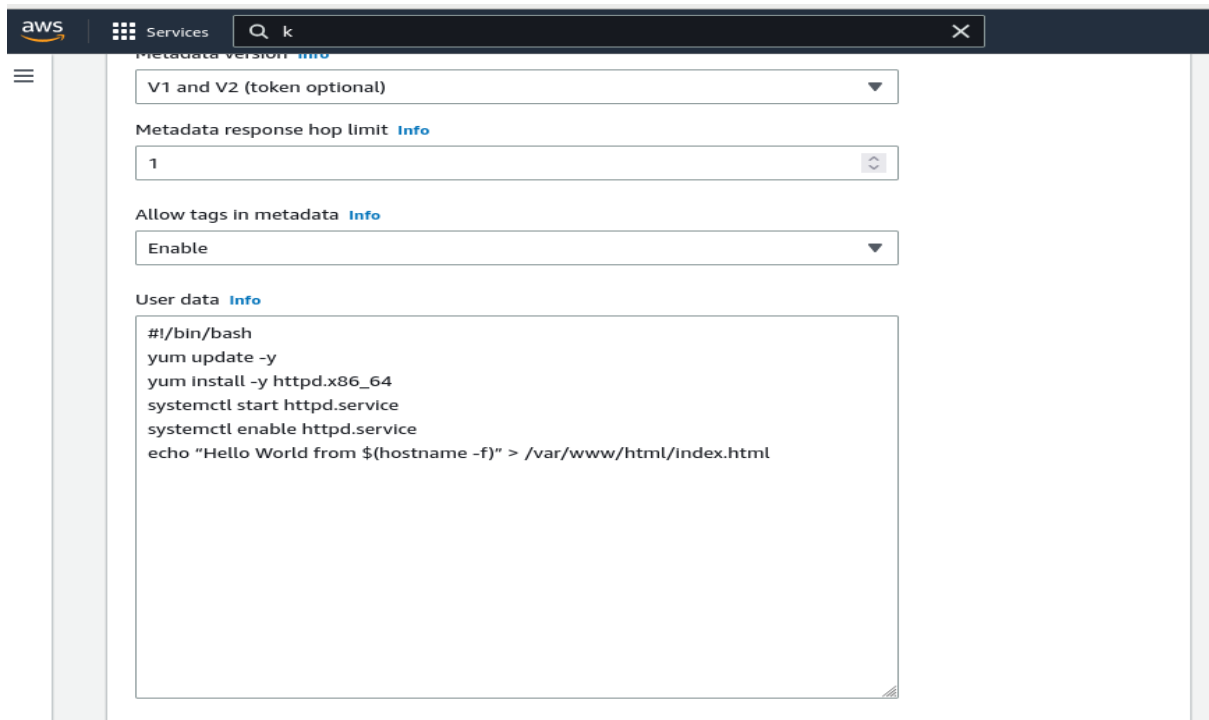 aws
Services
k
Metadata version Info
V1 and V2 (token optional)
Metadata response hop limit Info
1
Allow tags in metadata Info
Enable
User data Info
#!/bin/bash
yum update -y
yum install -y httpd.x86_64
systemctl start httpd.service
systemctl enable httpd.service
echo “Hello World from $(hostname -f)” > /var/www/html/index.html